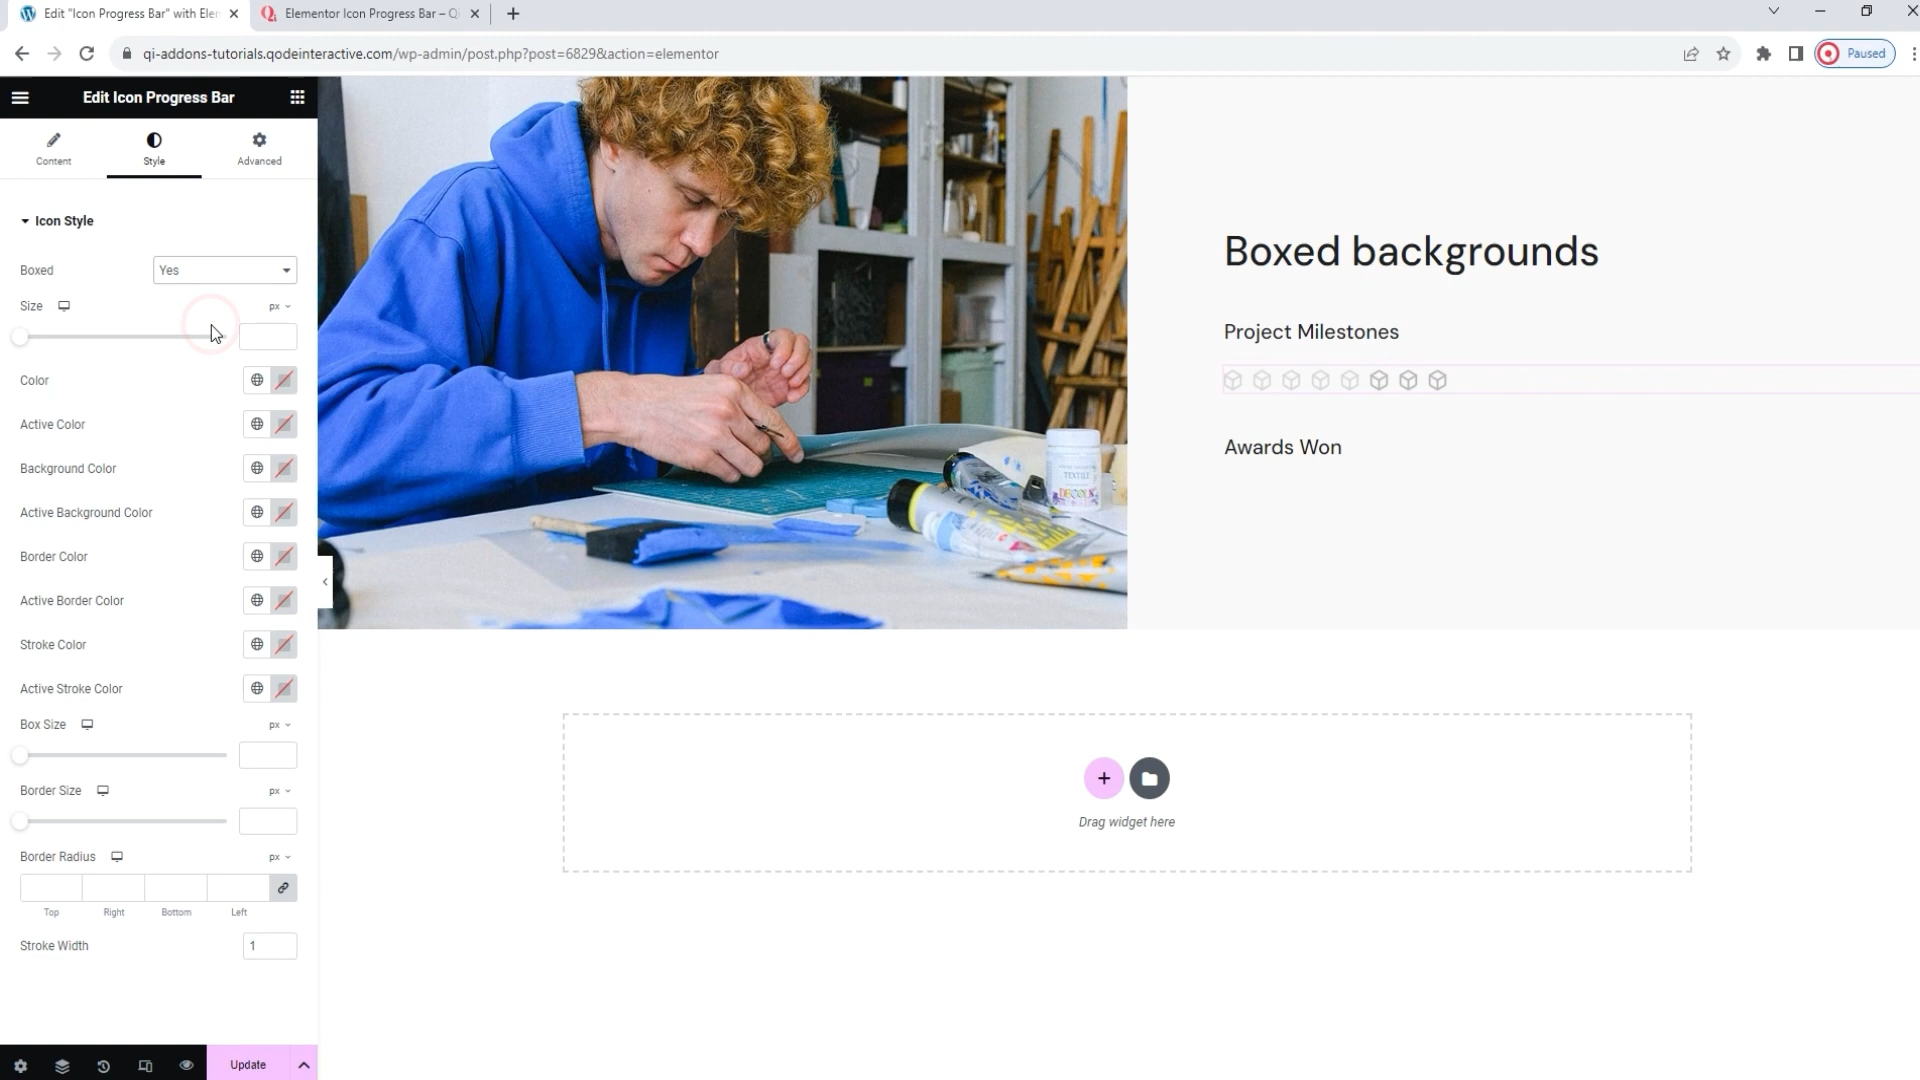 Edit "Icon Progress Bar" with Elem
Elementor Icon Progress Bar – Qi
qi-addons-tutorials.qodeinteractive.com/wp-admin/post.php?post=6829&action=elementor
Paused
Edit Icon Progress Bar
Content
Style
Advanced
Icon Style
Boxed
Yes
Size
px
Color
Active Color
Background Color
Active Background Color
Border Color
Active Border Color
Stroke Color
Active Stroke Color
Box Size
px
Border Size
px
Border Radius
px
Top Right Bottom Left
Stroke Width
1
Update
Boxed backgrounds
Project Milestones
Awards Won
Drag widget here
TEXTILE